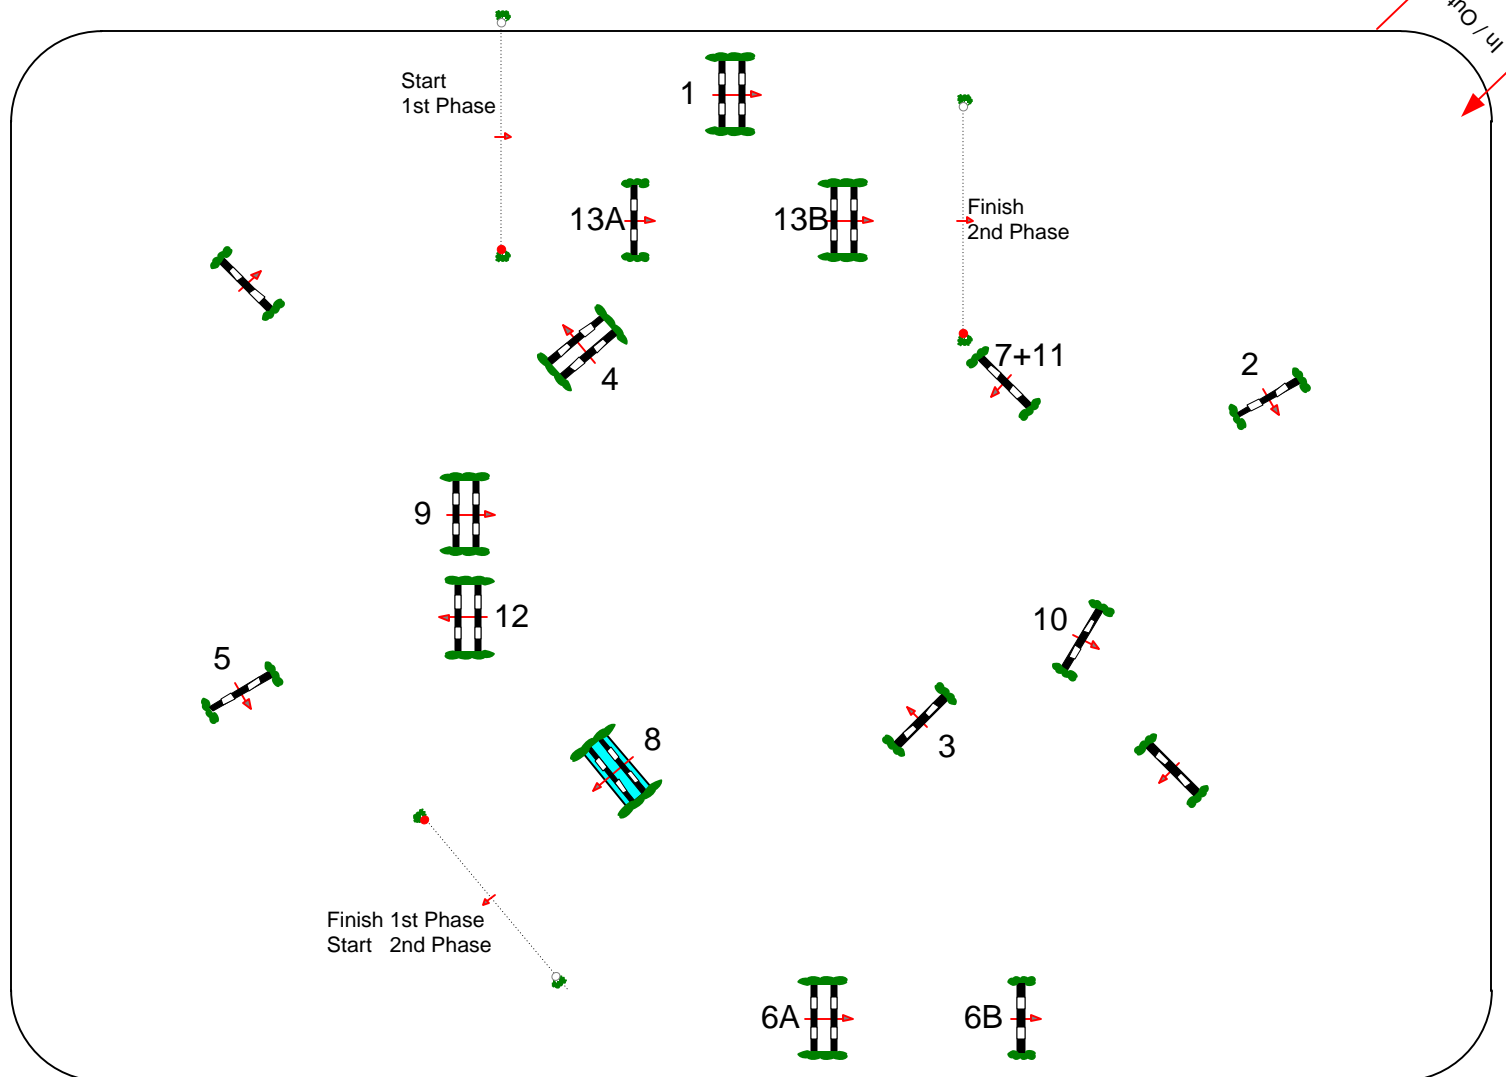 In / Out
Start
1st Phase
1
13A
13B
Finish
2nd Phase
4
7+11
2
9
12
10
5
8
3
Finish 1st Phase
Start 2nd Phase
6A
6B